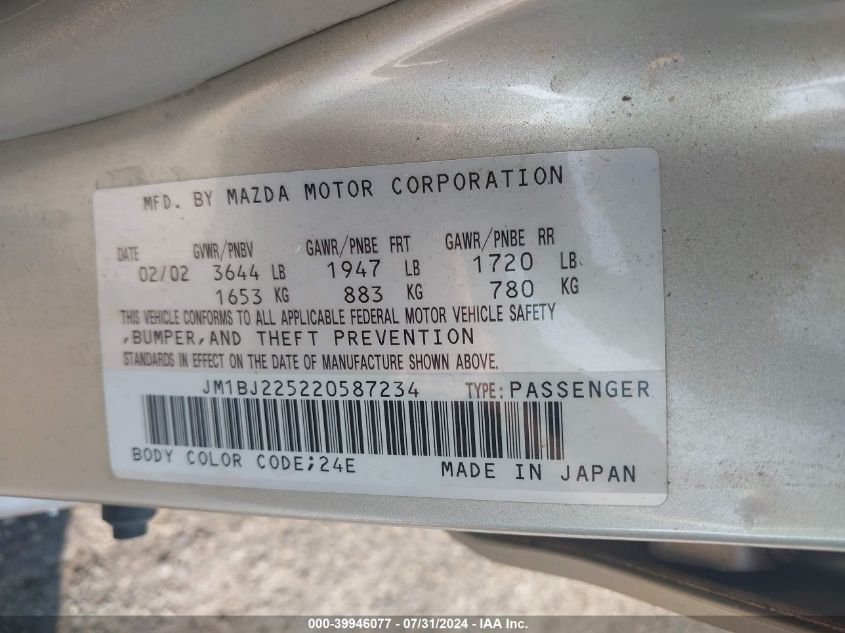 MFD. BY MAZDA MOTOR CORPORATION
DATE GVWR/PNBV GAWR/PNBE FRT GAWR/PNBE RR
02/02 3644 LB 1947 LB 1720 LB
1653 KG 883 KG 780 KG
THIS VEHICLE CONFORMS TO ALL APPLICABLE FEDERAL MOTOR VEHICLE SAFETY
,BUMPER,AND THEFT PREVENTION
STANDARDS IN EFFECT ON THE DATE OF MANUFACTURE SHOWN ABOVE.
JM1BJ225220587234 TYPE:PASSENGER
BODY COLOR CODE;24E MADE IN JAPAN
000-39946077 - 07/31/2024 - IAA Inc.